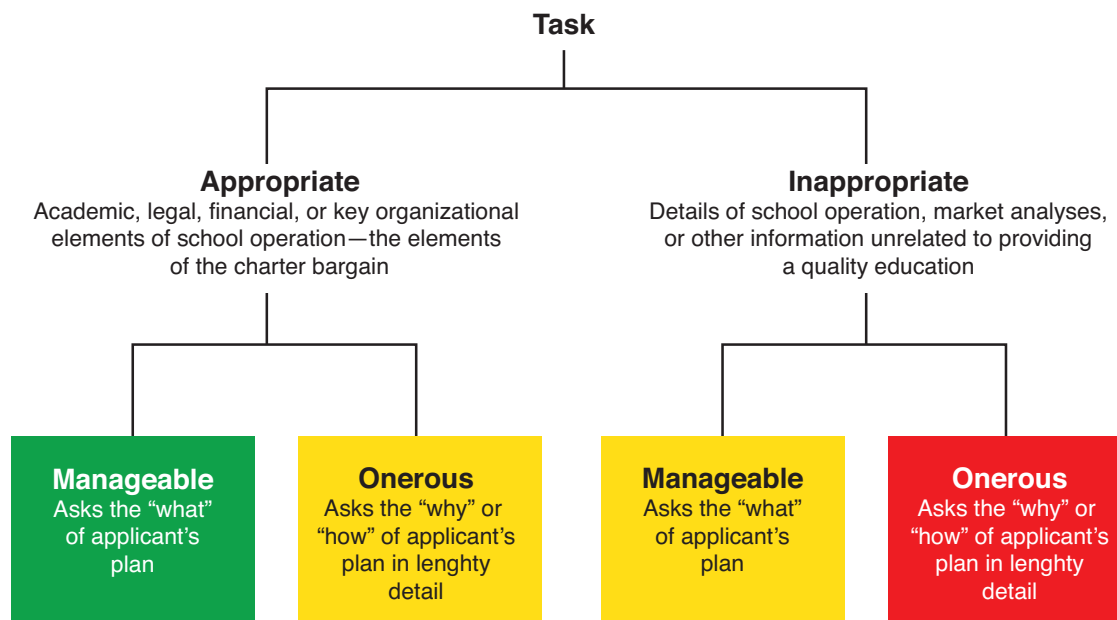 Task
Appropriate
Academic, legal, financial, or key organizational
elements of school operation—the elements
of the charter bargain
Inappropriate
Details of school operation, market analyses,
or other information unrelated to providing
a quality education
Manageable
Asks the “what”
of applicant’s
plan
Onerous
Asks the “why” or
“how” of applicant’s
plan in lenghty
detail
Manageable
Asks the “what”
of applicant’s
plan
Onerous
Asks the “why” or
“how” of applicant’s
plan in lenghty
detail